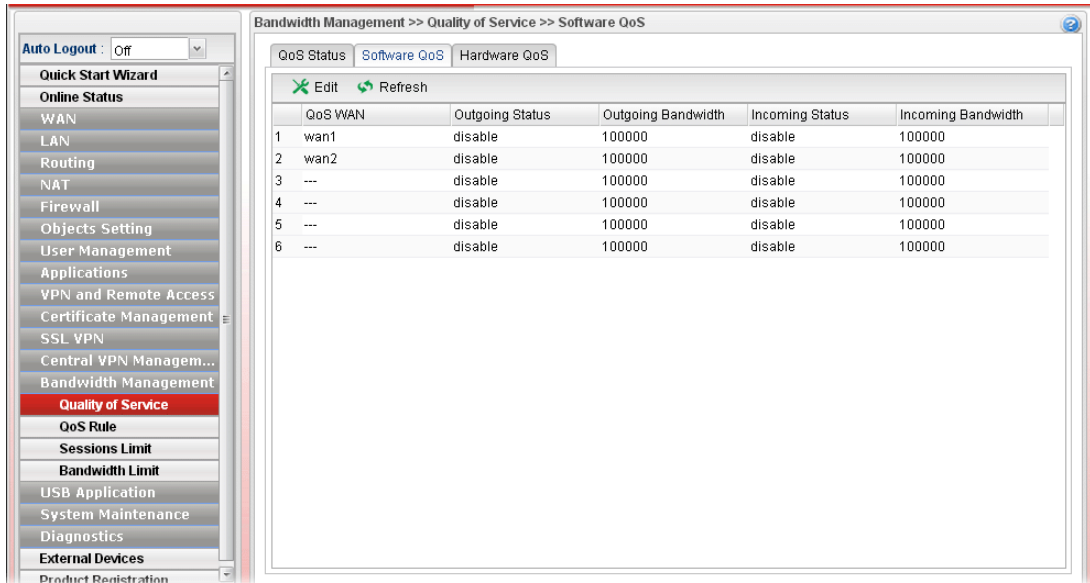 Bandwidth Management >> Quality of Service >> Software QoS
Auto Logout : Off
Quick Start Wizard
Online Status
WAN
LAN
Routing
NAT
Firewall
Objects Setting
User Management
Applications
VPN and Remote Access
Certificate Management
SSL VPN
Central VPN Managem...
Bandwidth Management
Quality of Service
QoS Rule
Sessions Limit
Bandwidth Limit
USB Application
System Maintenance
Diagnostics
External Devices
Product Registration
QoS Status Software QoS Hardware QoS
Edit Refresh
QoS WAN Outgoing Status Outgoing Bandwidth Incoming Status Incoming Bandwidth
1 wan1 disable 100000 disable 100000
2 wan2 disable 100000 disable 100000
3 --- disable 100000 disable 100000
4 --- disable 100000 disable 100000
5 --- disable 100000 disable 100000
6 --- disable 100000 disable 100000